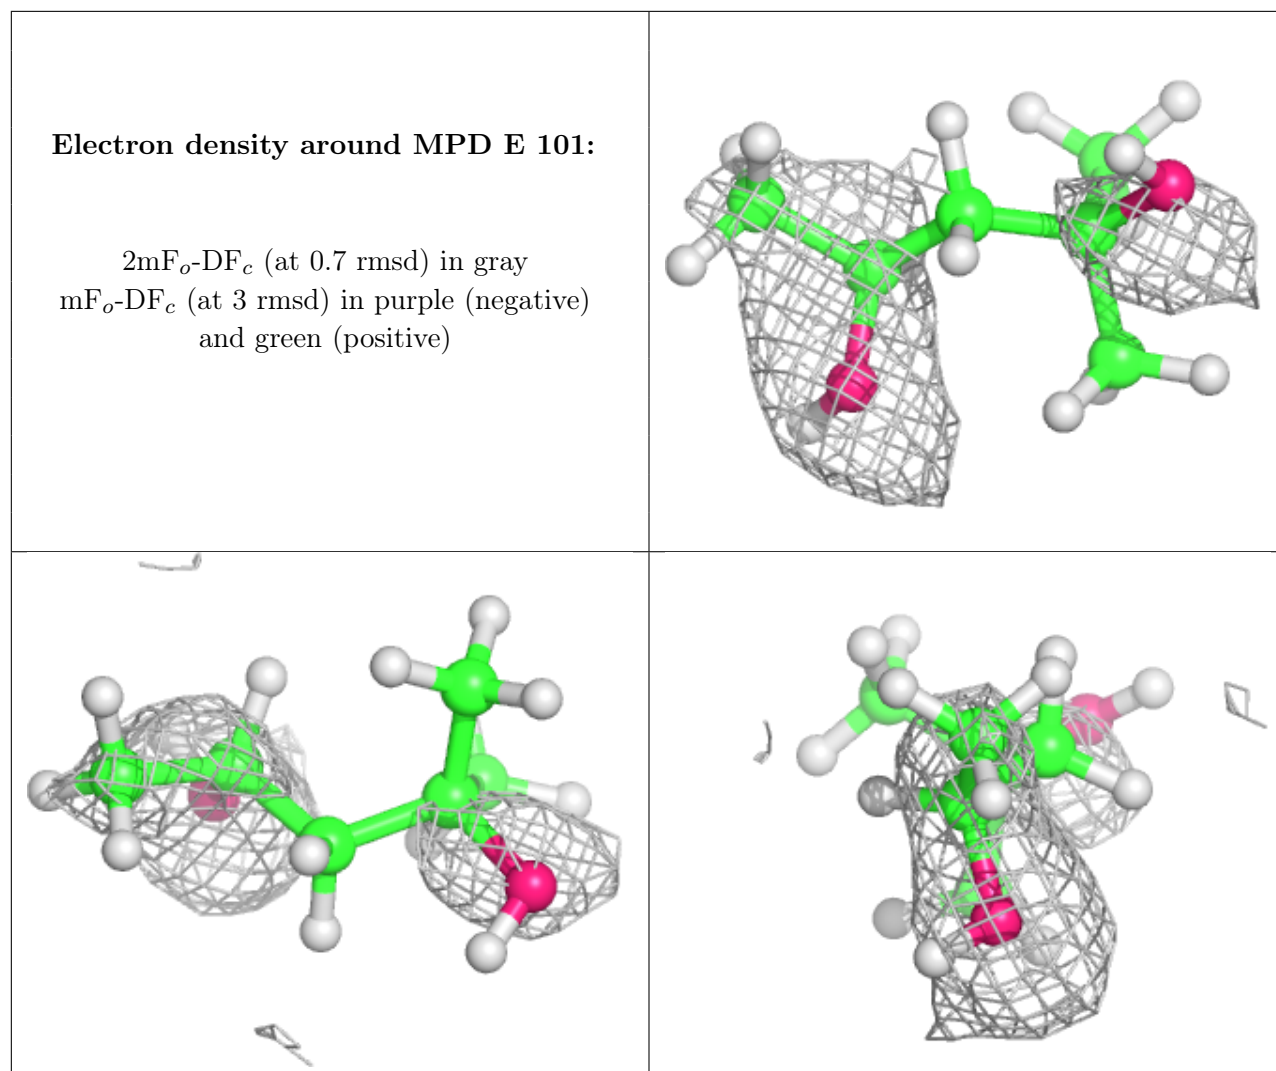 Electron density around MPD E 101:
2mFo-DFc (at 0.7 rmsd) in gray
mFo-DFc (at 3 rmsd) in purple (negative)
and green (positive)